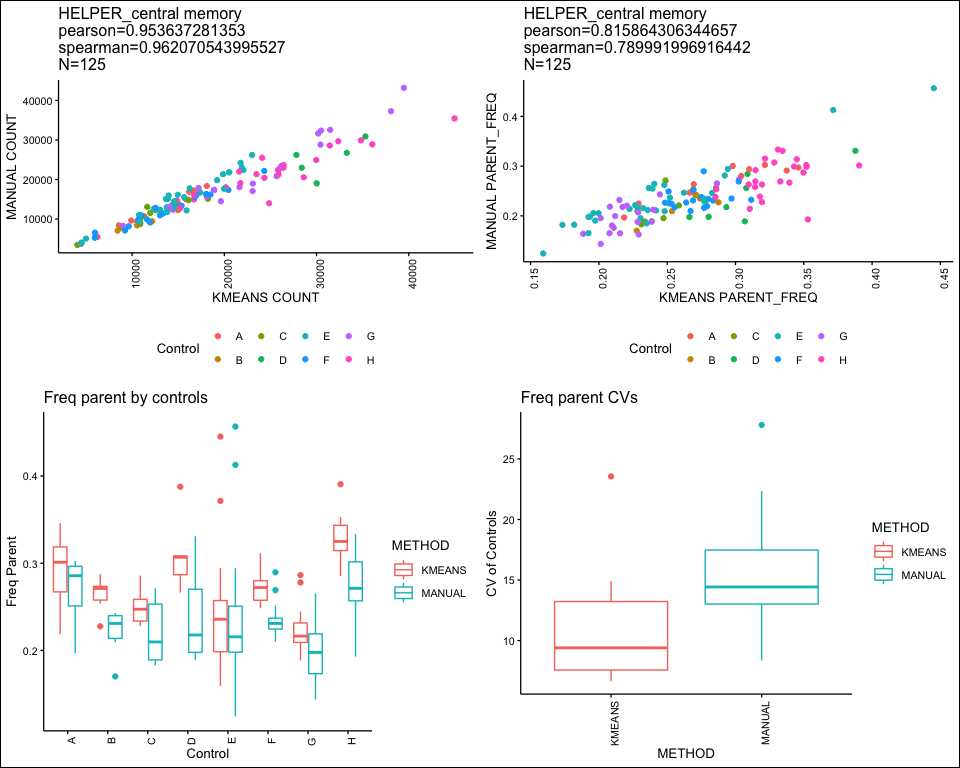 HELPER_central memory
pearson=0.953637281353
spearman=0.962070543995527
N=125
40000
30000
20000
10000
MANUAL COUNT
10000
20000
30000
40000
KMEANS COUNT
Control
A
C
E
G
B
D
F
H
HELPER_central memory
pearson=0.815864306344657
spearman=0.789991996916442
N=125
0.4
0.3
0.2
MANUAL PARENT_FREQ
0.15
0.20
0.25
0.30
0.35
0.40
0.45
KMEANS PARENT_FREQ
Control
A
C
E
G
B
D
F
H
Freq parent by controls
0.4
0.3
0.2
Freq Parent
A
B
C
D
E
F
G
H
Control
METHOD
KMEANS
MANUAL
Freq parent CVs
25
20
15
10
CV of Controls
KMEANS
MANUAL
METHOD
METHOD
KMEANS
MANUAL